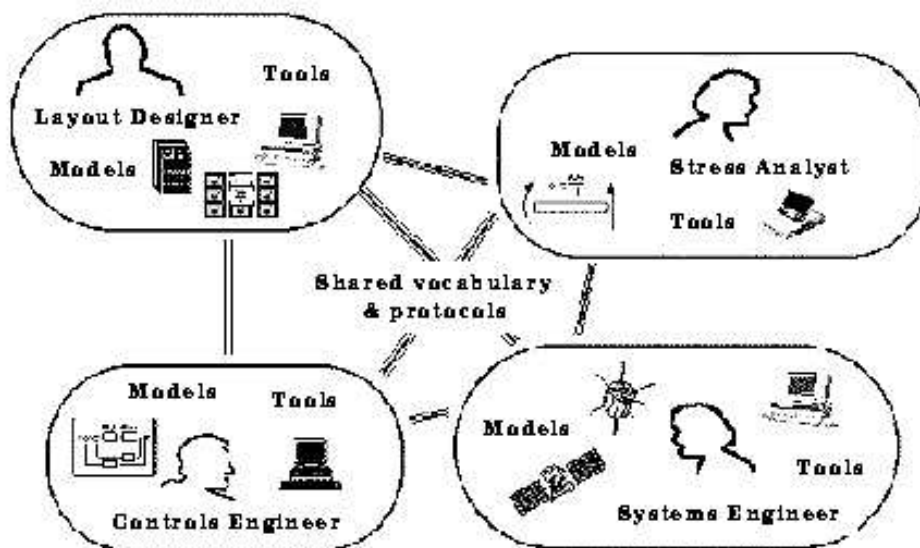 Tools
Layout Designer
Models
Models
Stress Analyst
Tools
Shared vocabulary
& protocols
Models
Tools
Controls Engineer
Models
Tools
Systems Engineer